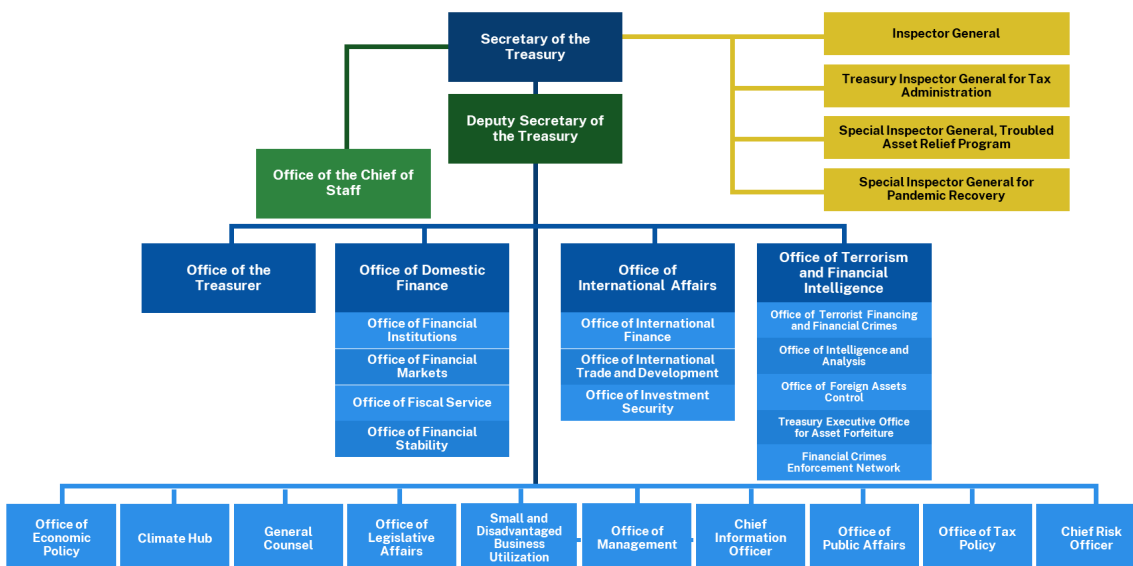 Secretary of the
Treasury
Inspector General
Treasury Inspector General for Tax
Administration
Deputy Secretary of
the Treasury
Special Inspector General, Troubled
Asset Relief Program
Office of the Chief of
Staff
Special Inspector General for
Pandemic Recovery
Office of the
Treasurer
Office of Domestic
Finance
Office of Financial
Institutions
Office of Financial
Markets
Office of Fiscal Service
Office of Financial
Stability
Office of
International Affairs
Office of International
Finance
Office of International
Trade and Development
Office of Investment
Security
Office of Terrorism
and Financial
Intelligence
Office of Terrorist Financing
and Financial Crimes
Office of Intelligence and
Analysis
Office of Foreign Assets
Control
Treasury Executive Office
for Asset Forfeiture
Financial Crimes
Enforcement Network
Office of
Economic
Policy
Climate Hub
General
Counsel
Office of
Legislative
Affairs
Small and
Disadvantaged
Business
Utilization
Office of
Management
Chief
Information
Officer
Office of
Public Affairs
Office of Tax
Policy
Chief Risk
Officer